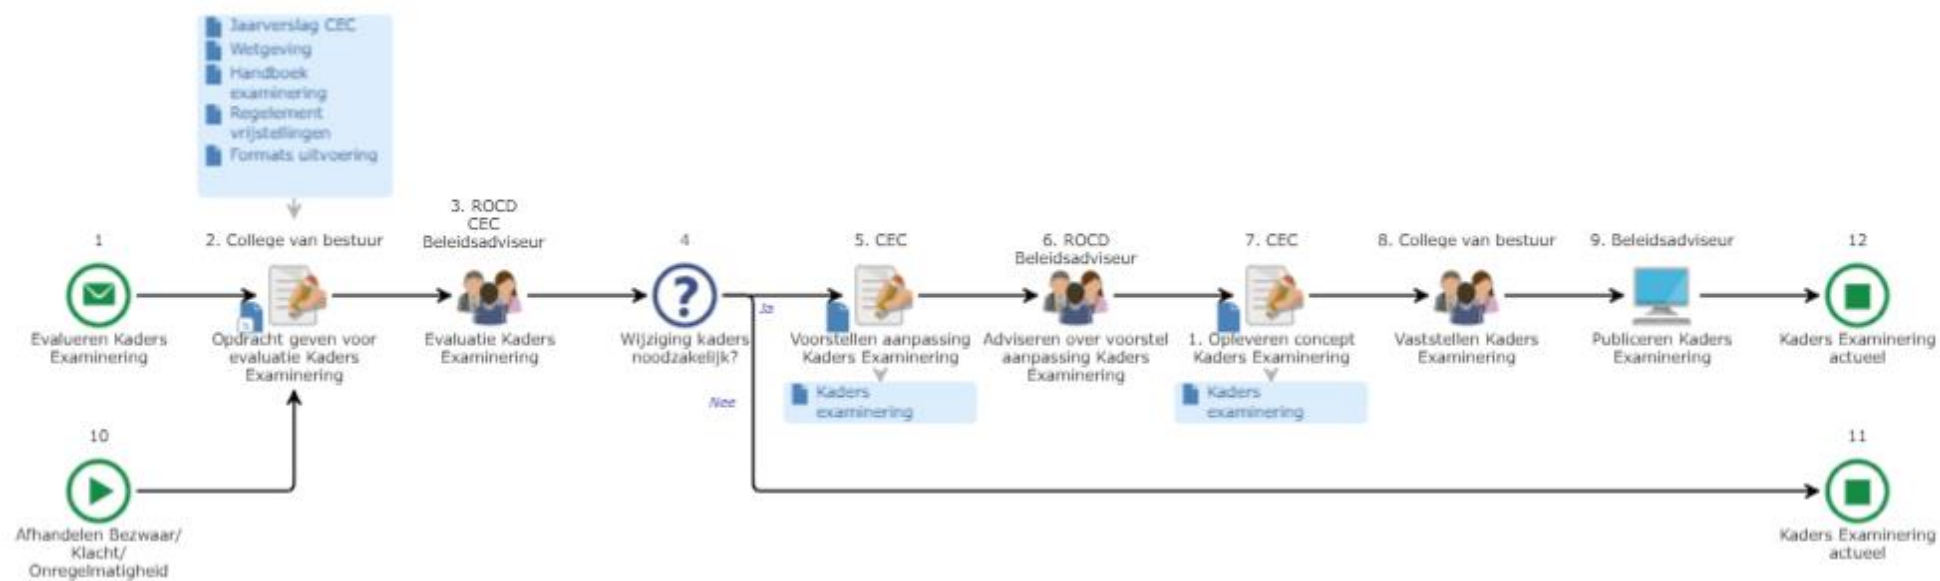 Jaarverslag CEC
Wetgeving
Handboek
examinering
Regelement
vrijstellingen
Formats uitvoering
1
Evalueren Kaders
Examinering
2. College van bestuur
Opdracht geven voor
evaluatie Kaders
Examinering
3. ROCD
CEC
Beleidsadviseur
Evaluatie Kaders
Examinering
4
Wijziging kaders
noodzakelijk?
Ja
Nee
5. CEC
Voorstellen aanpassing
Kaders Examinering
Kaders
examinering
6. ROCD
Beleidsadviseur
Adviseren over voorstel
aanpassing Kaders
Examinering
7. CEC
1. Opleveren concept
Kaders Examinering
Kaders
examinering
8. College van bestuur
Vaststellen Kaders
Examinering
9. Beleidsadviseur
Publiceren Kaders
Examinering
12
Kaders Examinering
actueel
10
Afhandelen Bezwaar/
Klacht/
Onregelmatigheid
11
Kaders Examinering
actueel